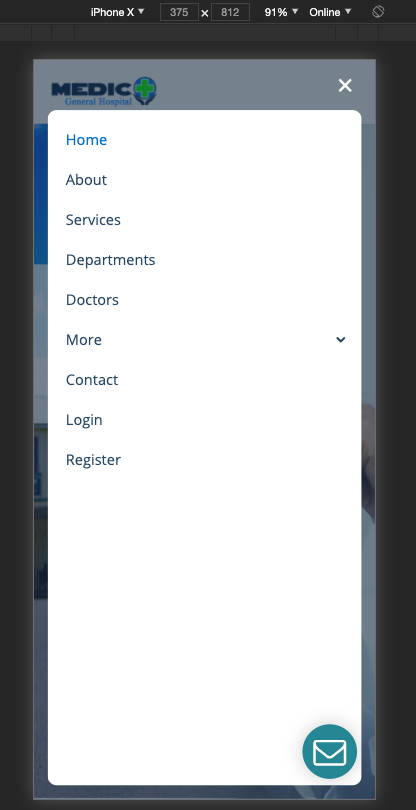 iPhone X
375 × 812
91%
Online
MEDIC
General Hospital
Home
About
Services
Departments
Doctors
More
Contact
Login
Register